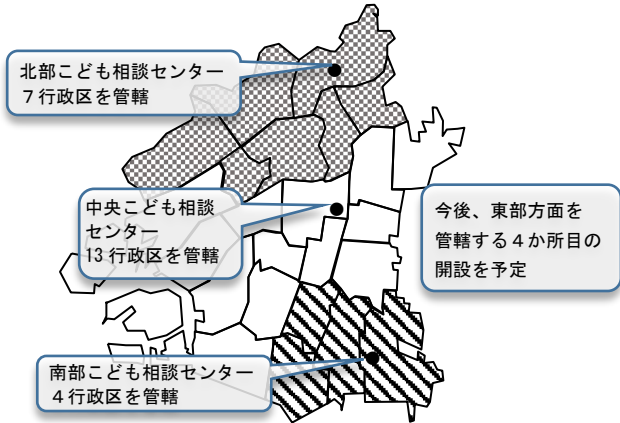 北部こども相談センター
７行政区を管轄
中央こども相談
センター
13行政区を管轄
今後、東部方面を
管轄する４か所目の
開設を予定
南部こども相談センター
４行政区を管轄